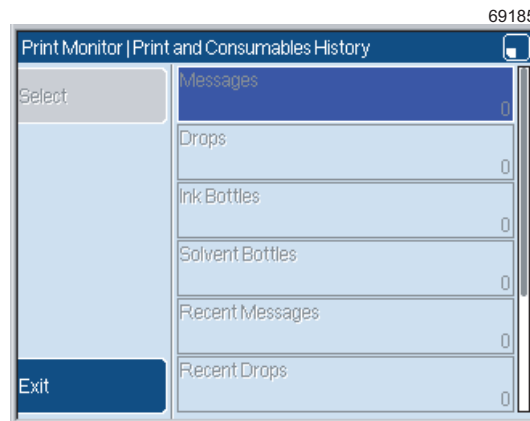 69185
Print Monitor | Print and Consumables History
Select
Messages
0
Drops
0
Ink Bottles
0
Solvent Bottles
0
Recent Messages
0
Recent Drops
0
Exit